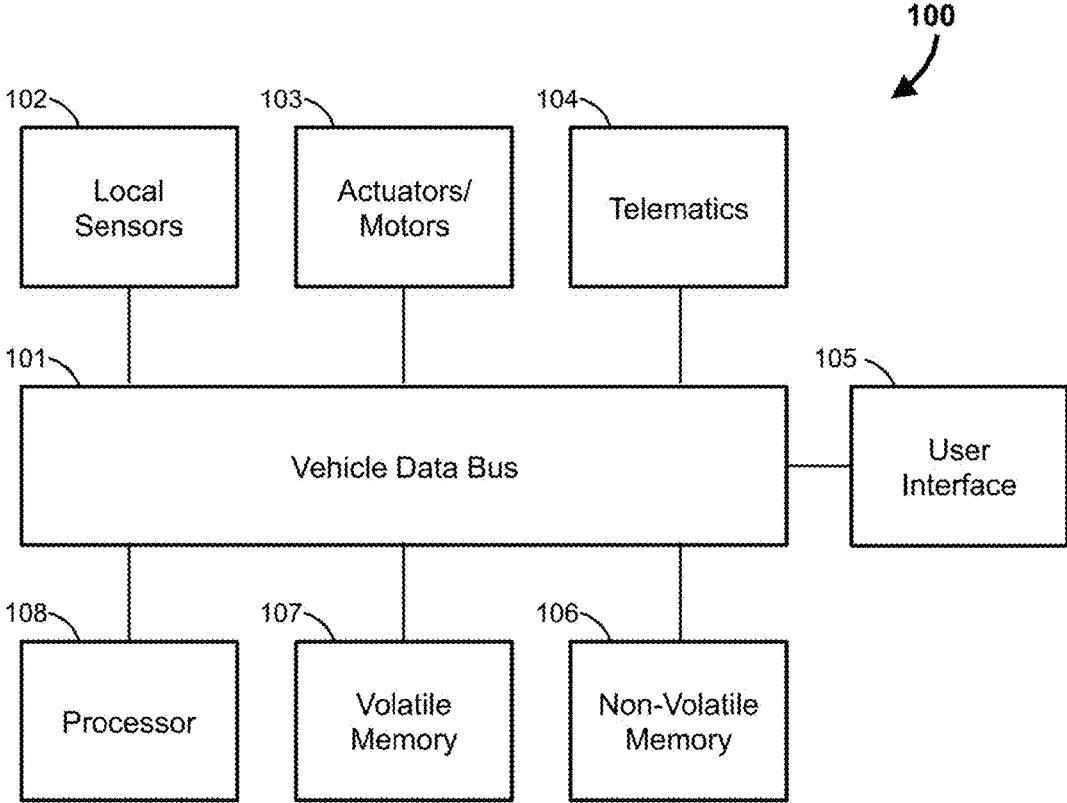 100
102
103
104
Local
Sensors
Actuators/
Motors
Telematics
101
105
Vehicle Data Bus
User
Interface
108
107
106
Processor
Volatile
Memory
Non-Volatile
Memory